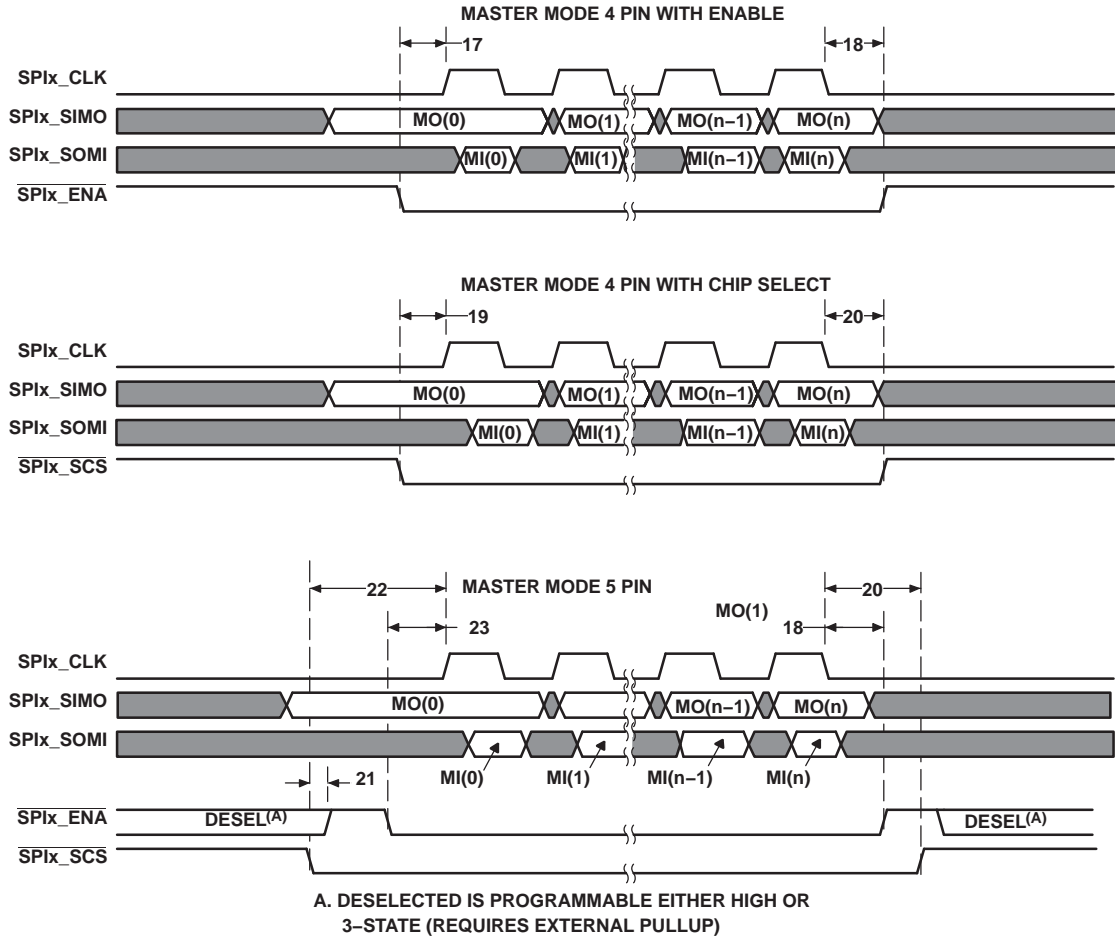 MASTER MODE 4 PIN WITH ENABLE
17
18
SPIx_CLK
SPIx_SIMO
MO(0)
MO(1)
MO(n−1)
MO(n)
SPIx_SOMI
MI(0)
MI(1)
MI(n−1)
MI(n)
SPIx_ENA
MASTER MODE 4 PIN WITH CHIP SELECT
19
20
SPIx_CLK
SPIx_SIMO
MO(0)
MO(1)
MO(n−1)
MO(n)
SPIx_SOMI
MI(0)
MI(1)
MI(n−1)
MI(n)
SPIx_SCS
22
MASTER MODE 5 PIN
20
MO(1)
23
18
SPIx_CLK
SPIx_SIMO
MO(0)
MO(n−1)
MO(n)
SPIx_SOMI
MI(0)
MI(1)
MI(n−1)
MI(n)
21
SPIx_ENA
DESEL(A)
DESEL(A)
SPIx_SCS
A. DESELECTED IS PROGRAMMABLE EITHER HIGH OR
3−STATE (REQUIRES EXTERNAL PULLUP)